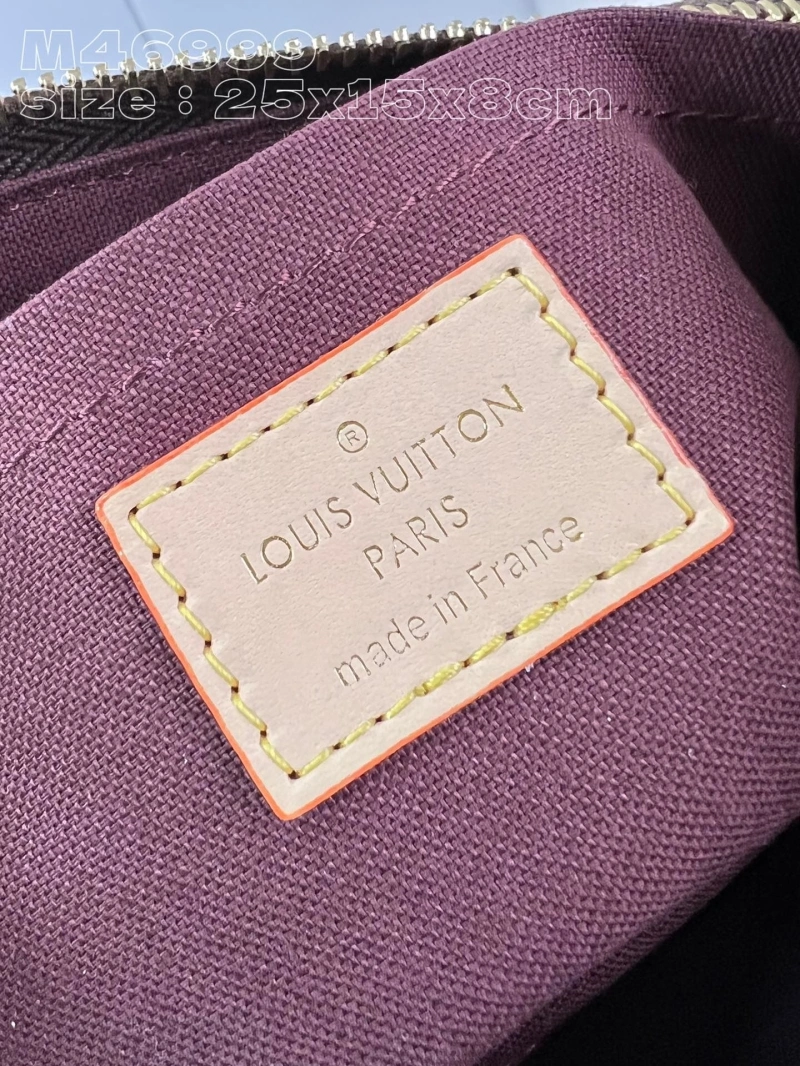 M46999
size：25x15x8cm
®
LOUIS VUITTON
PARIS
made in France